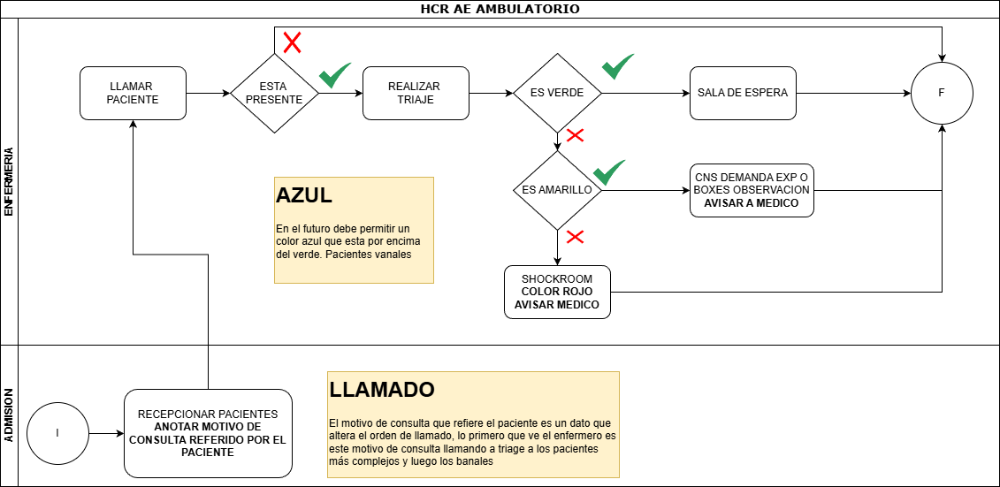 HCR AE AMBULATORIO
ENFERMERIA
LLAMAR
PACIENTE
ESTA
PRESENTE
REALIZAR
TRIAJE
ES VERDE
SALA DE ESPERA
F
ES AMARILLO
CNS DEMANDA EXP O
BOXES OBSERVACION
AVISAR A MEDICO
AZUL
En el futuro debe permitir un
color azul que esta por encima
del verde. Pacientes vanales
SHOCKROOM
COLOR ROJO
AVISAR MEDICO
ADMISION
I
RECEPCIONAR PACIENTES
ANOTAR MOTIVO DE
CONSULTA REFERIDO POR EL
PACIENTE
LLAMADO
El motivo de consulta que refiere el paciente es un dato que
altera el orden de llamado, lo primero que ve el enfermero es
este motivo de consulta llamando a triage a los pacientes
más complejos y luego los banales